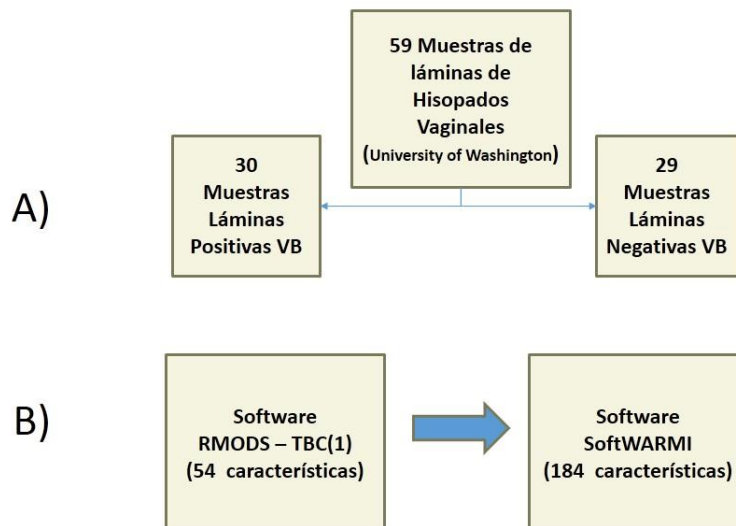 59 Muestras de
láminas de
Hisopados
Vaginales
(University of Washington)
A)
30
Muestras
Láminas
Positivas VB
29
Muestras
Láminas
Negativas VB
B)
Software
RMODS – TBC(1)
(54 características)
Software
SoftWARMI
(184 características)